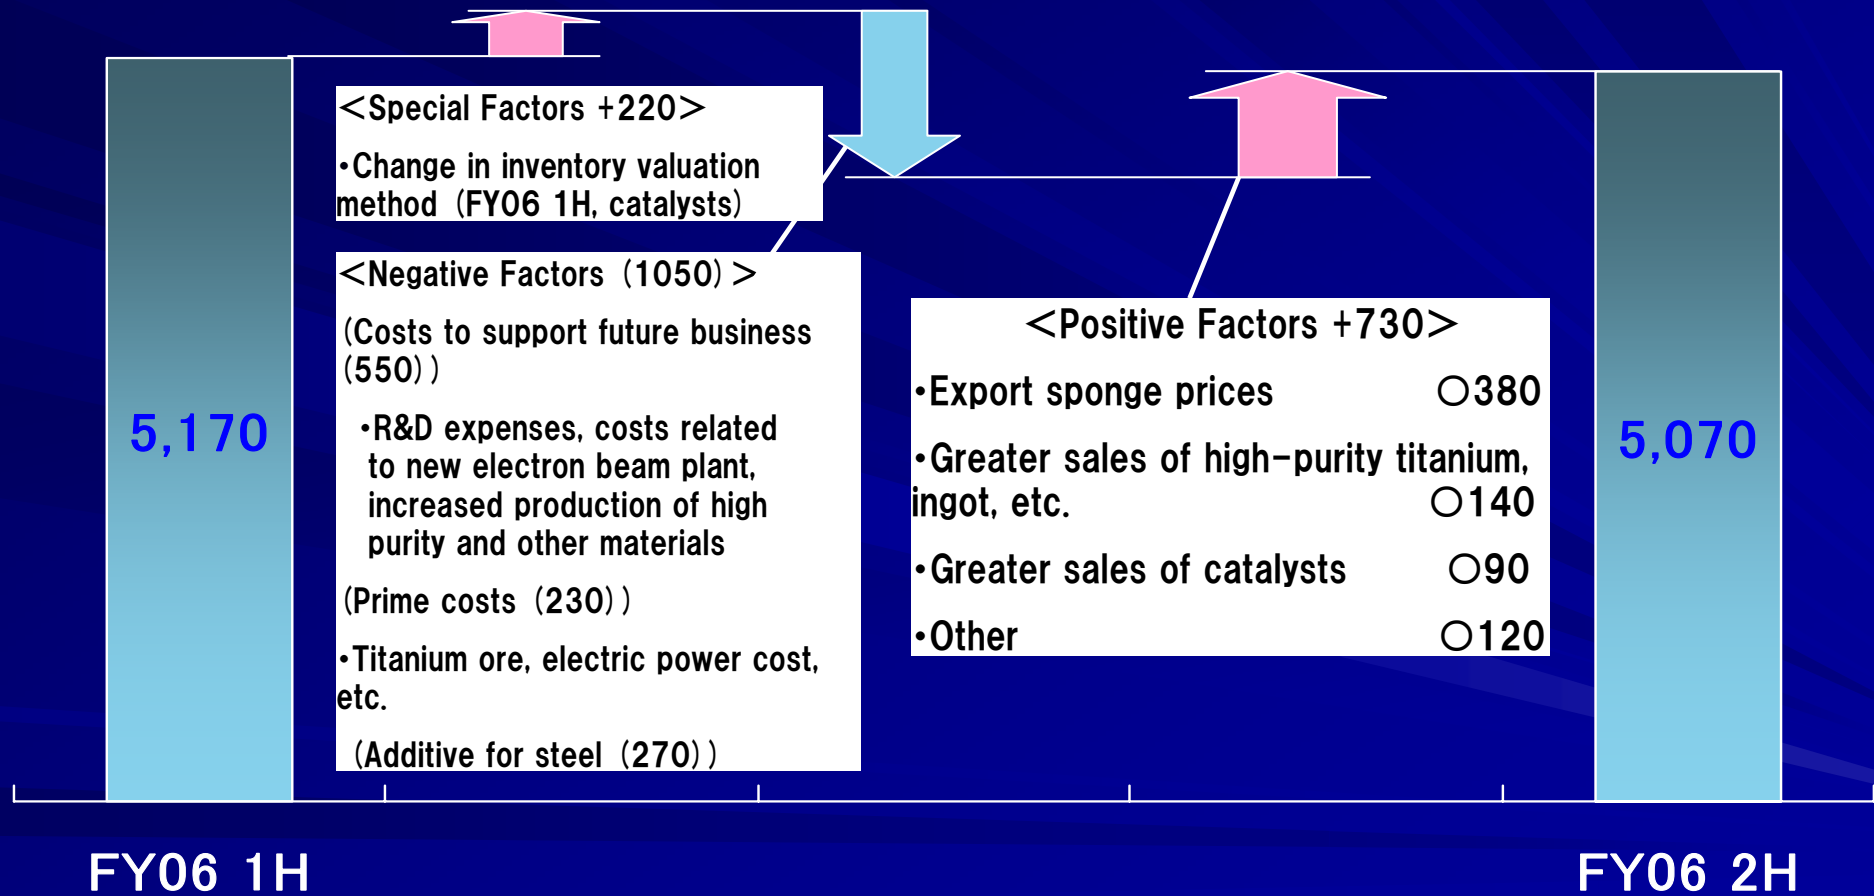 <Special Factors +220>
・Change in inventory valuation
method (FY06 1H, catalysts)
<Negative Factors (1050)>
(Costs to support future business
(550))
・R&D expenses, costs related
to new electron beam plant,
increased production of high
purity and other materials
(Prime costs (230))
・Titanium ore, electric power cost,
etc.
(Additive for steel (270))
<Positive Factors +730>
・Export sponge prices ○380
・Greater sales of high-purity titanium,
ingot, etc. ○140
・Greater sales of catalysts ○90
・Other ○120
5,170
5,070
FY06 1H
FY06 2H